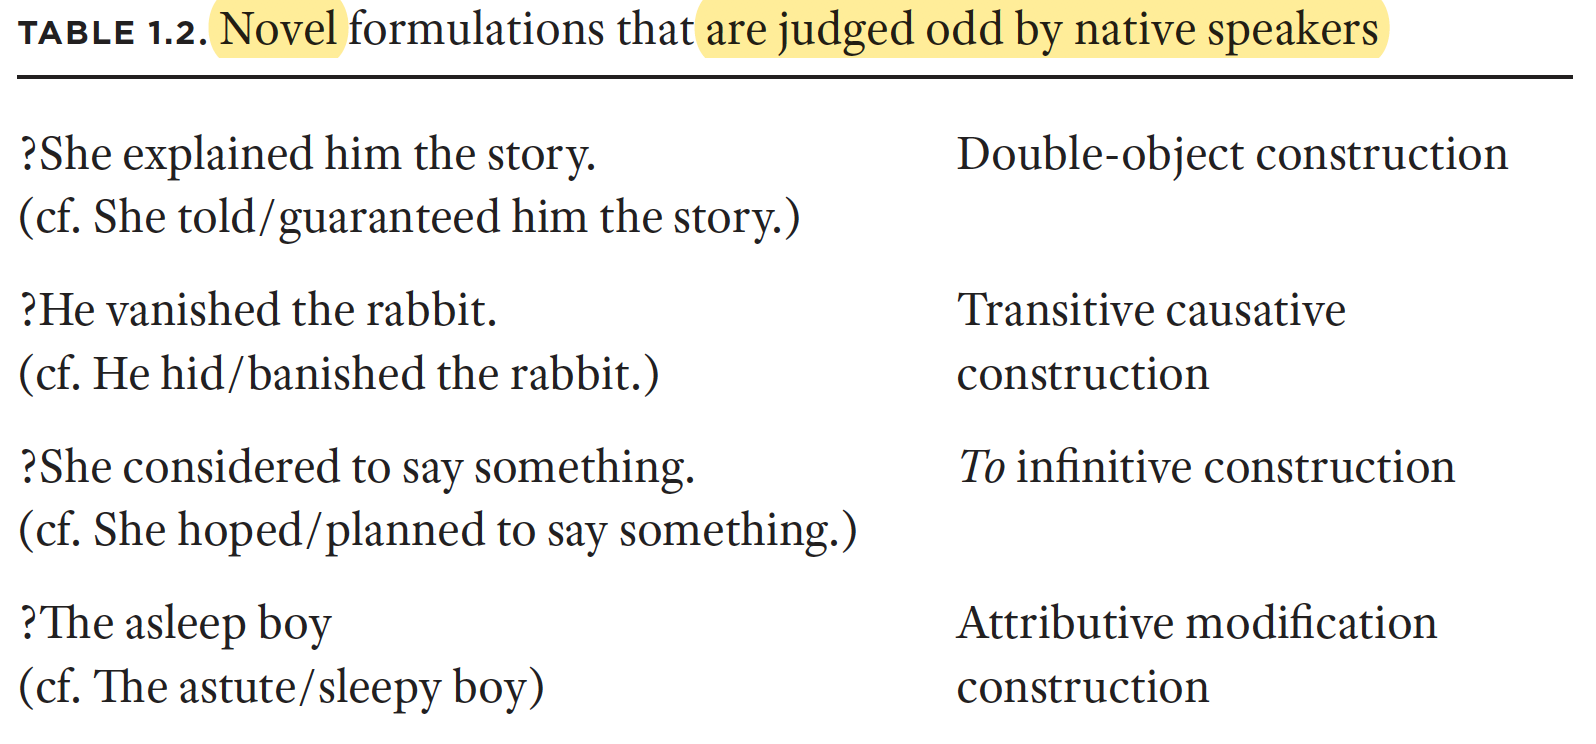 TABLE 1.2. Novel formulations that are judged odd by native speakers
?She explained him the story. Double-object construction
(cf. She told/guaranteed him the story.)
?He vanished the rabbit. Transitive causative
(cf. He hid/banished the rabbit.) construction
?She considered to say something. To infinitive construction
(cf. She hoped/planned to say something.)
?The asleep boy Attributive modification
(cf. The astute/sleepy boy) construction